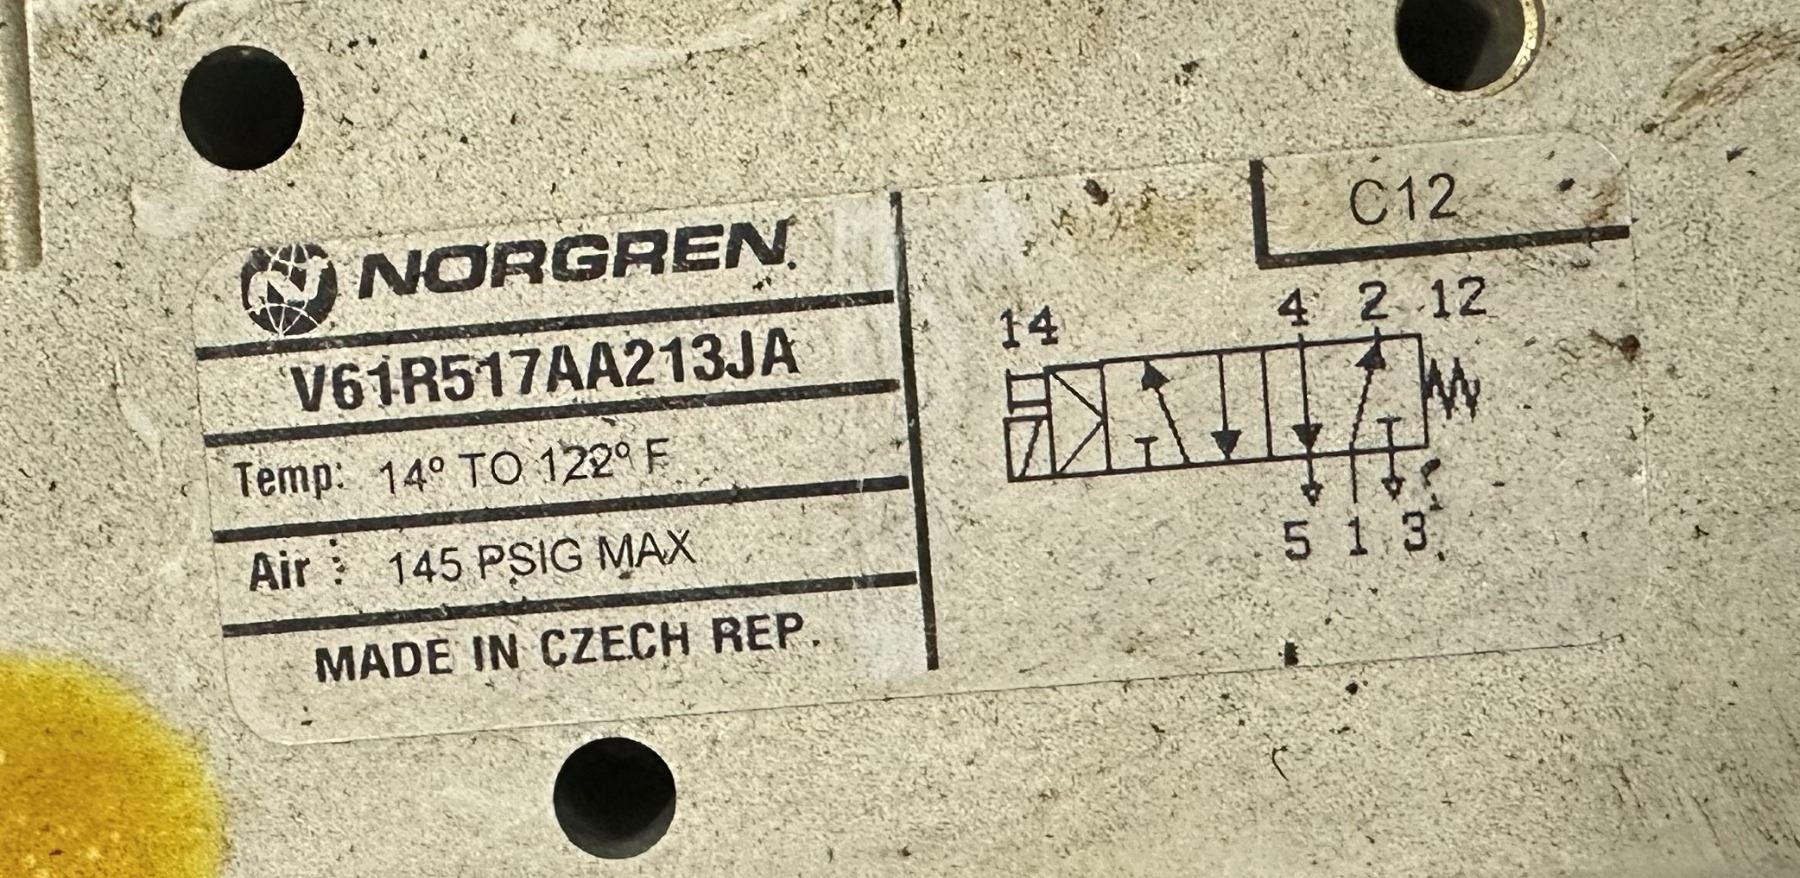 NORGREN
V61R517AA213JA
Temp: 14° TO 122° F
Air : 145 PSIG MAX
MADE IN CZECH REP.
C12
14 4 2 12
5 1 3